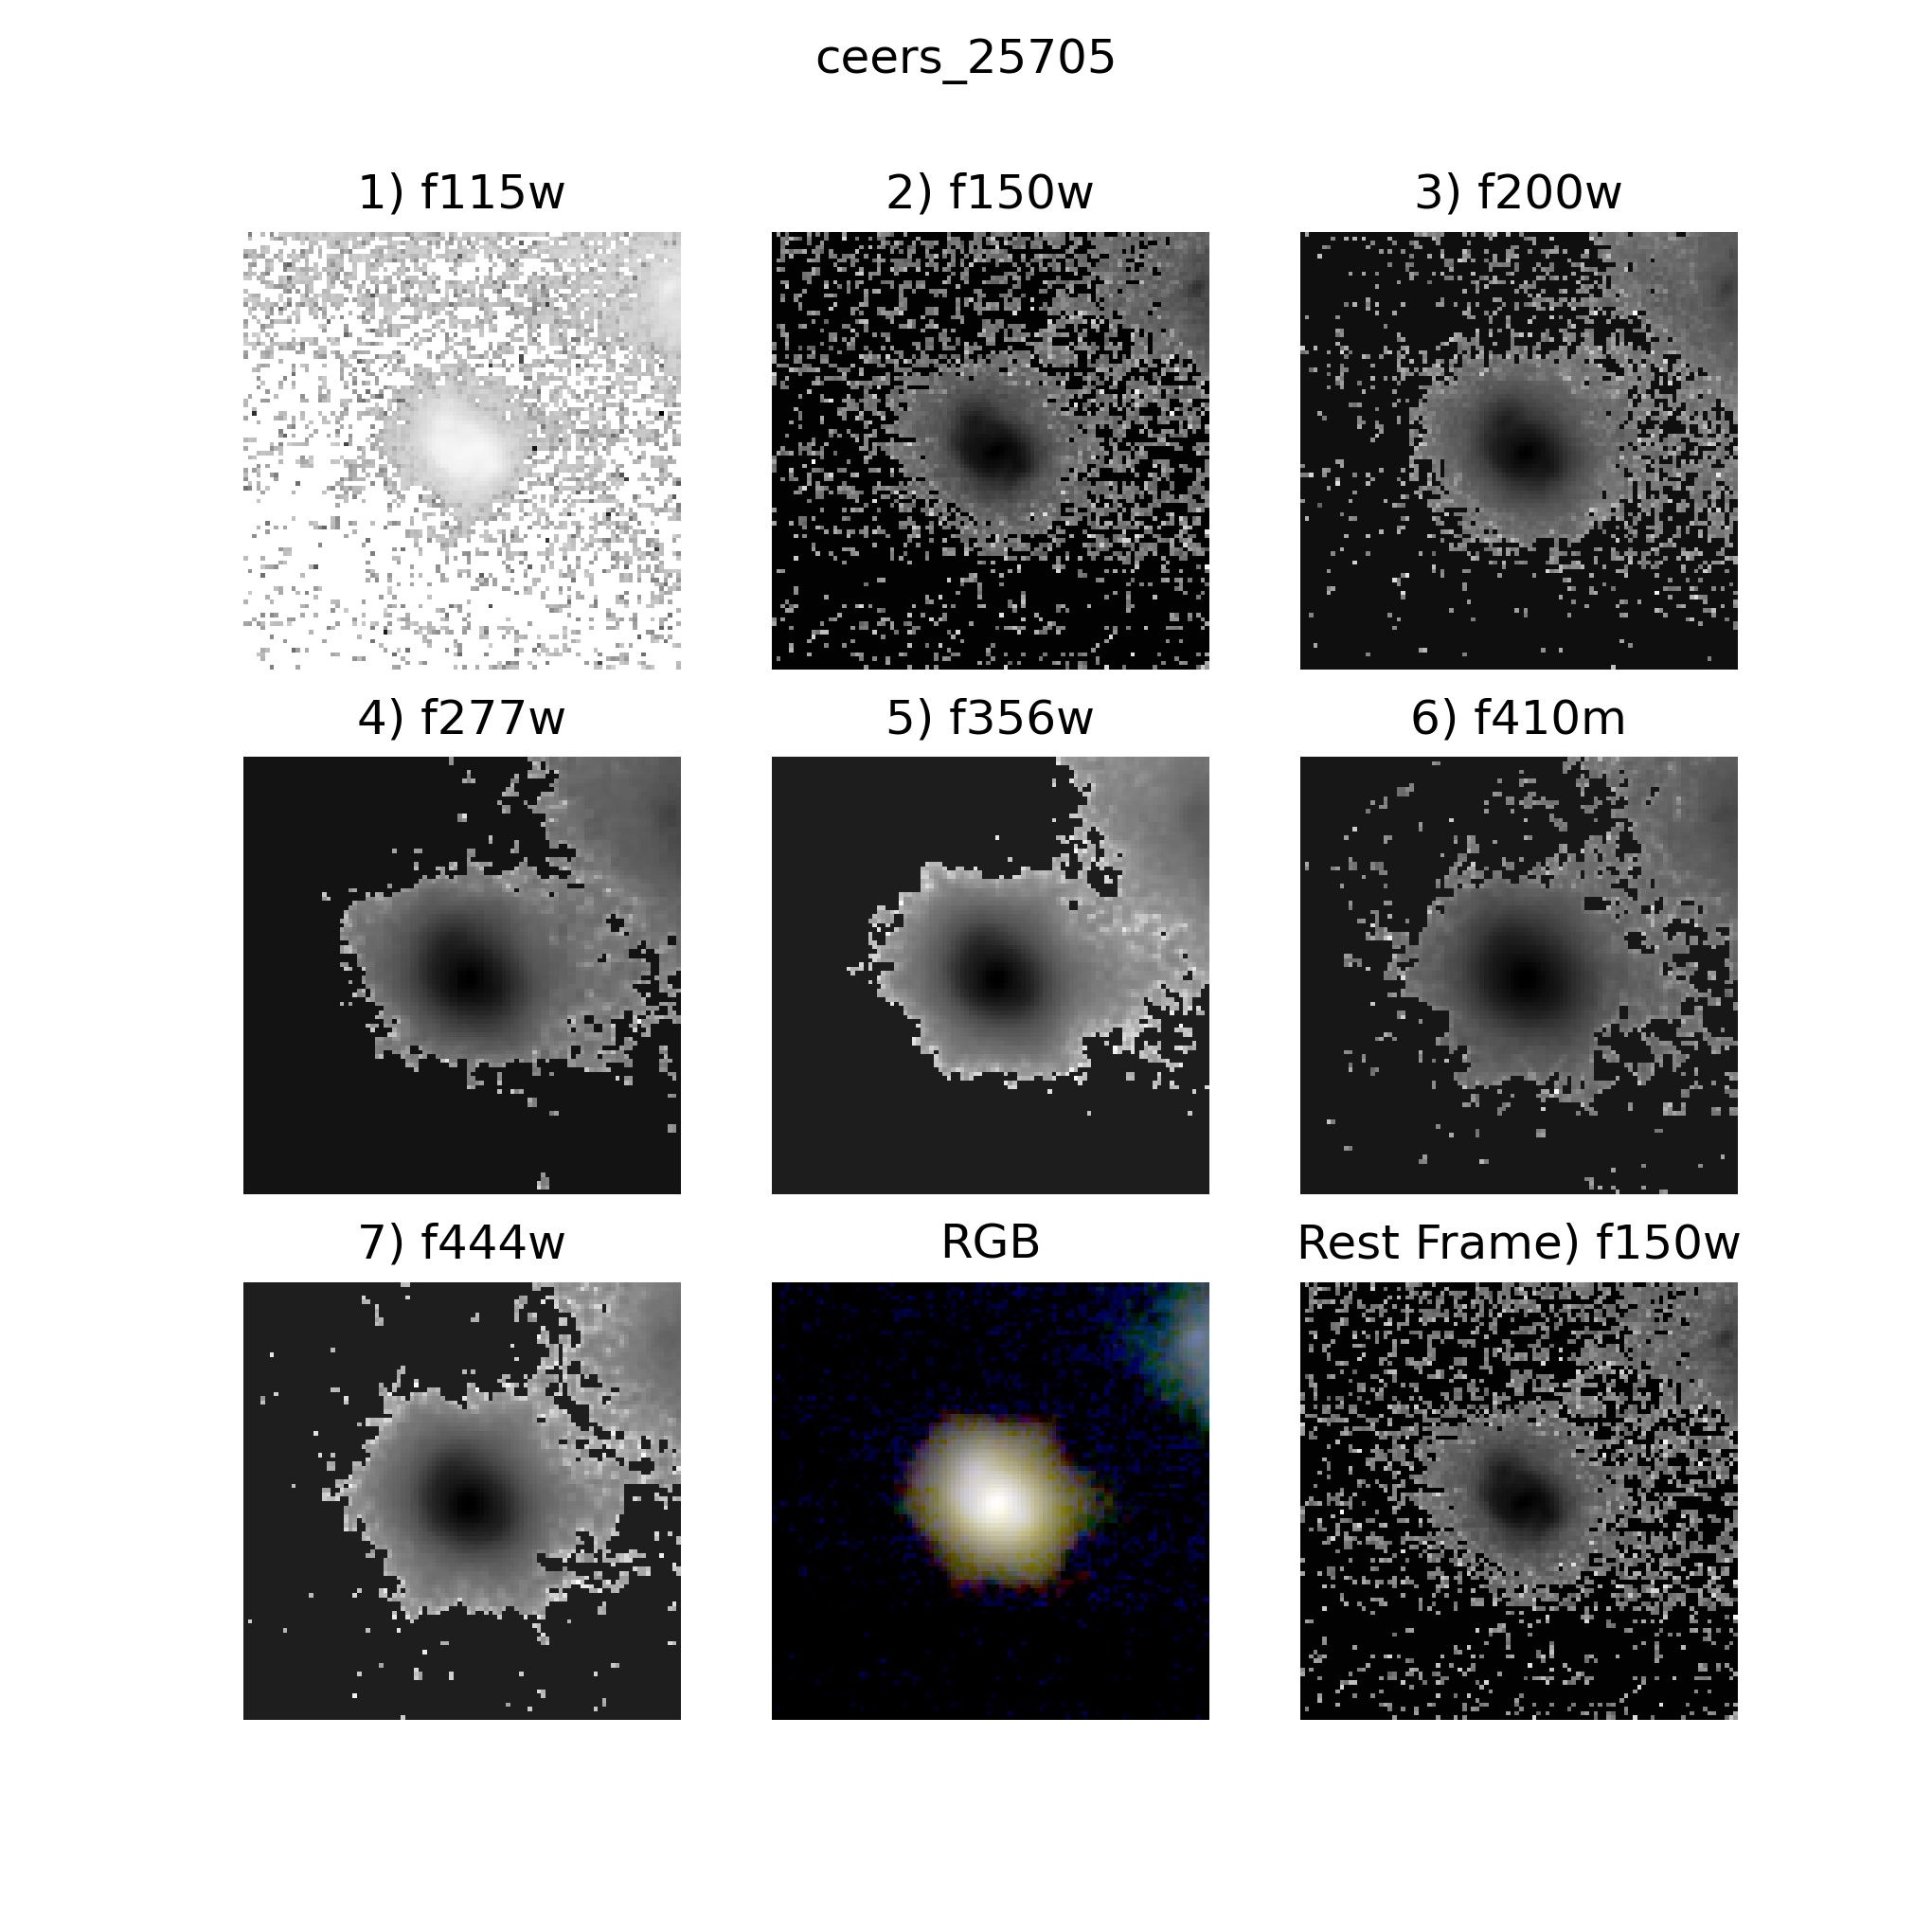 ceers_25705
1) f115w
2) f150w
3) f200w
4) f277w
5) f356w
6) f410m
7) f444w
RGB
Rest Frame) f150w